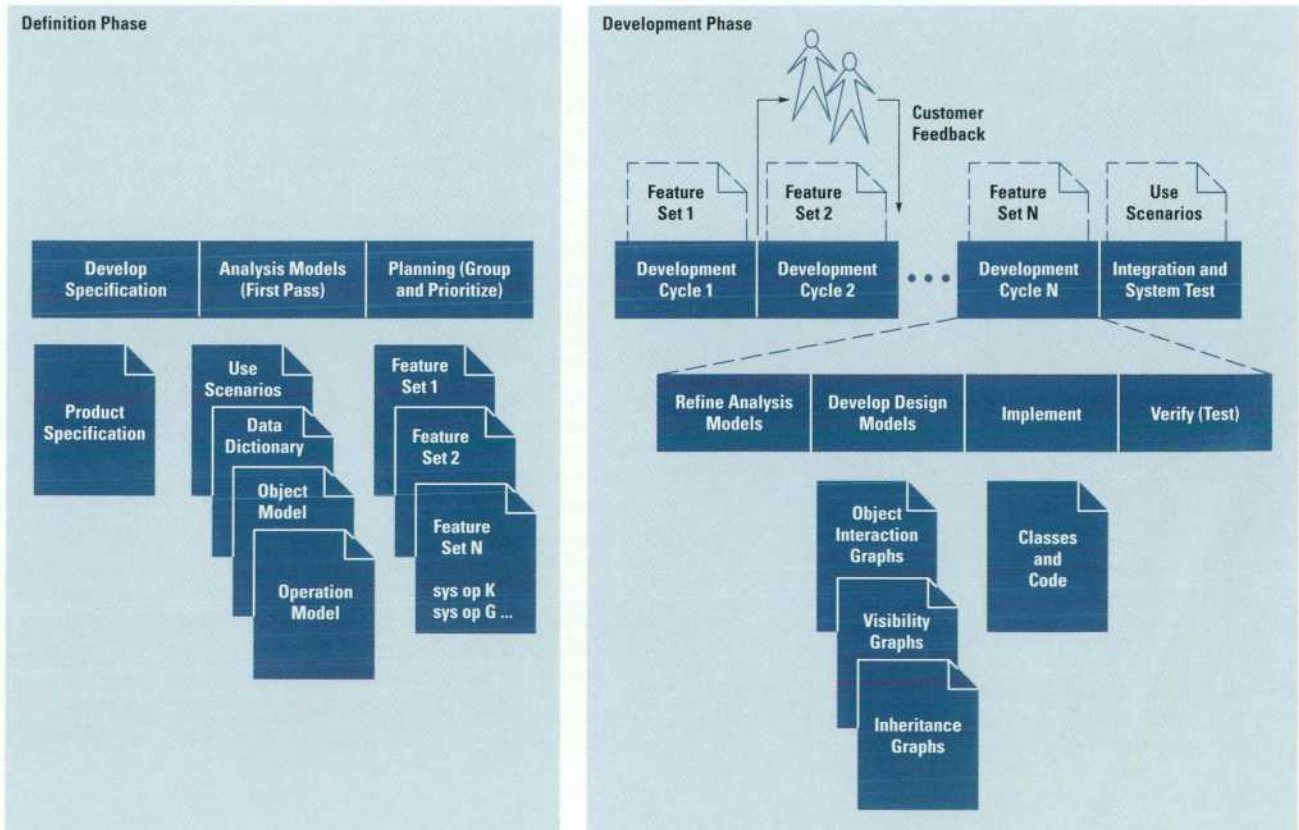 Definition Phase
Develop
Specification
Analysis Models
(First Pass)
Planning (Group
and Prioritize)
Product
Specification
Use
Scenarios
Data
Dictionary
Object
Model
Operation
Model
Feature
Set 1
Feature
Set 2
Feature
Set N
sys op K
sys op G ...
Development Phase
Customer
Feedback
Feature
Set 1
Feature
Set 2
Feature
Set N
Use
Scenarios
Development
Cycle 1
Development
Cycle 2
Development
Cycle N
Integration and
System Test
Refine Analysis
Models
Develop Design
Models
Implement
Verify (Test)
Object
Interaction
Graphs
Visibility
Graphs
Inheritance
Graphs
Classes
and
Code